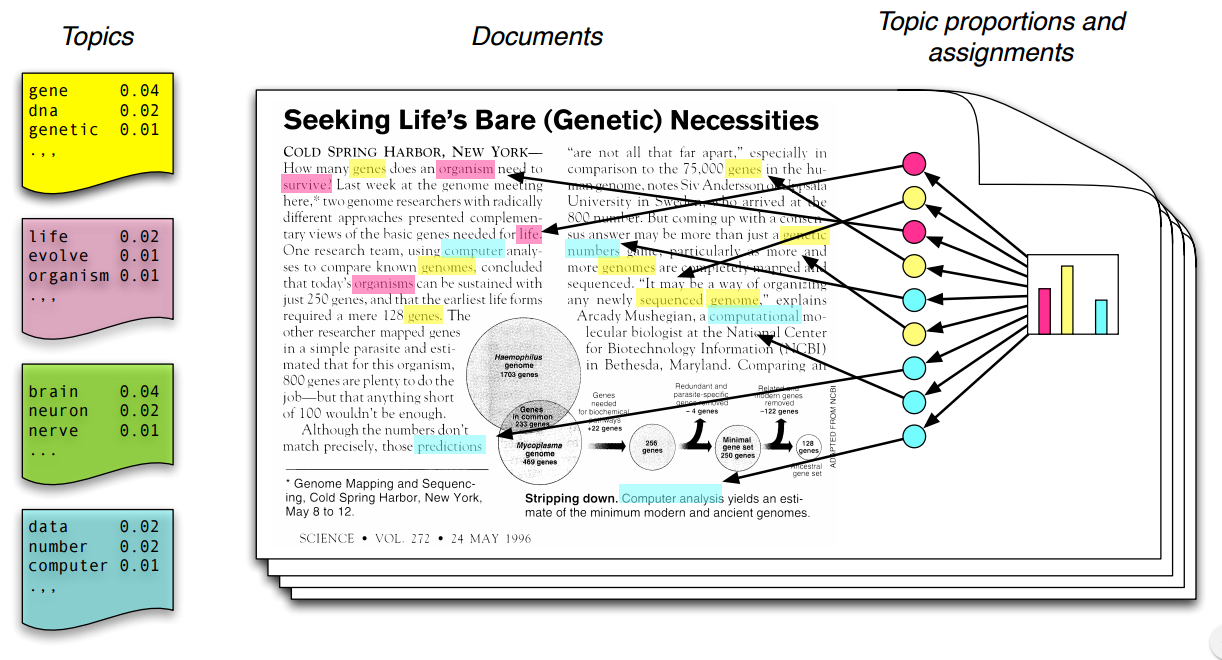 Topics
Documents
Topic proportions and
assignments
gene 0.04
dna 0.02
genetic 0.01
.,,
life 0.02
evolve 0.01
organism 0.01
.,,
brain 0.04
neuron 0.02
nerve 0.01
...
data 0.02
number 0.02
computer 0.01
.,,
Seeking Life's Bare (Genetic) Necessities
COLD SPRING HARBOR, NEW YORK—
How many genes does an organism need to
survive? Last week at the genome meeting
here,* two genome researchers with radically
different approaches presented complemen-
tary views of the basic genes needed for life.
One research team, using computer analy-
ses to compare known genomes, concluded
that today's organisms can be sustained with
just 250 genes, and that the earliest life forms
required a mere 128 genes. The
other researcher mapped genes
in a simple parasite and esti-
mated that for this organism,
800 genes are plenty to do the
job—but that anything short
of 100 wouldn't be enough.
Although the numbers don't
match precisely, those predictions
* Genome Mapping and Sequenc-
ing, Cold Spring Harbor, New York,
May 8 to 12.
"are not all that far apart," especially in
comparison to the 75,000 genes in the hu-
man genome, notes Siv Andersson of Uppsala
University in Sweden, who arrived at the
800 number. But coming up with a consen-
sus answer may be more than just a genetic
numbers game, particularly as more and
more genomes are completely mapped and
sequenced. "It may be a way of organizing
any newly sequenced genome," explains
Arcady Mushegian, a computational mo-
lecular biologist at the National Center
for Biotechnology Information (NCBI)
in Bethesda, Maryland. Comparing an
Haemophilus
genome
1703 genes
Genes
in common
233 genes
Mycoplasma
genome
469 genes
Genes
needed
for biochemical
pathways
+22 genes
256
genes
Redundant and
parasite-specific
genes removed
– 4 genes
Minimal
gene set
250 genes
Related and
modern genes
removed
–122 genes
128
genes
Ancestral
gene set
ADAPTED FROM NCBI
Stripping down. Computer analysis yields an esti-
mate of the minimum modern and ancient genomes.
SCIENCE • VOL. 272 • 24 MAY 1996